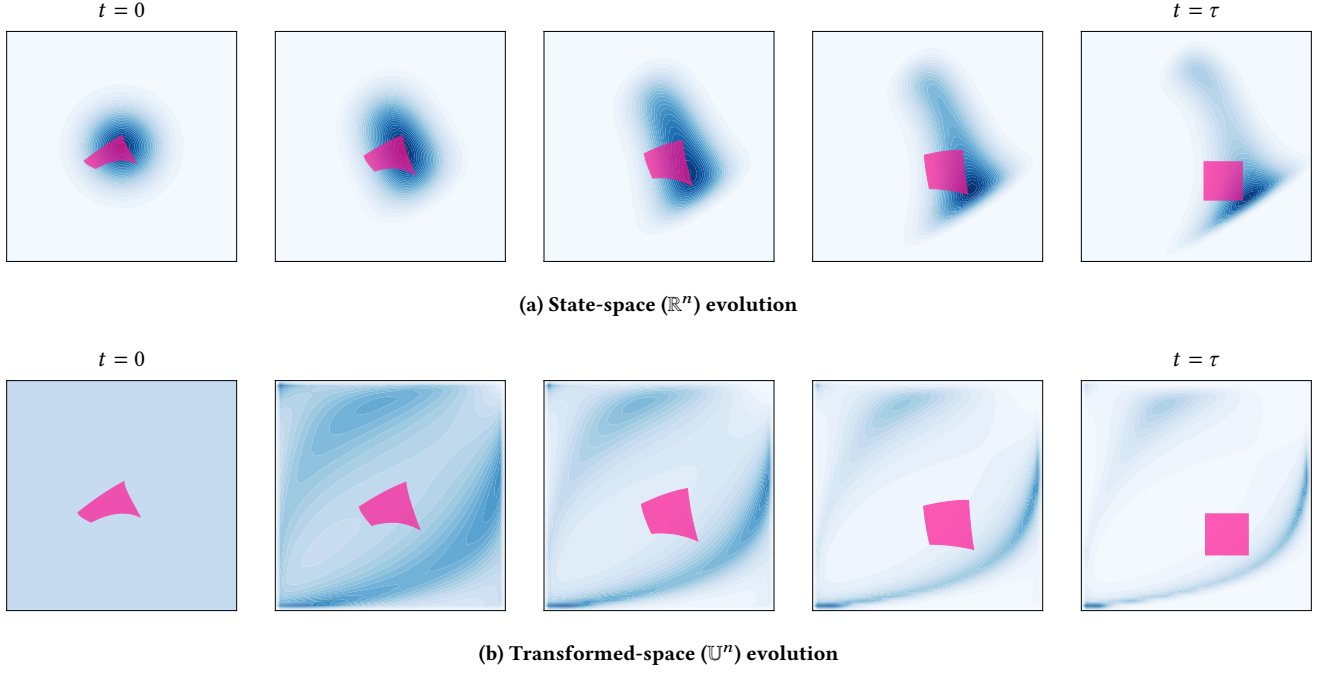 t = 0
t = τ
(a) State-space (ℝⁿ) evolution
t = 0
t = τ
(b) Transformed-space (𝕌ⁿ) evolution